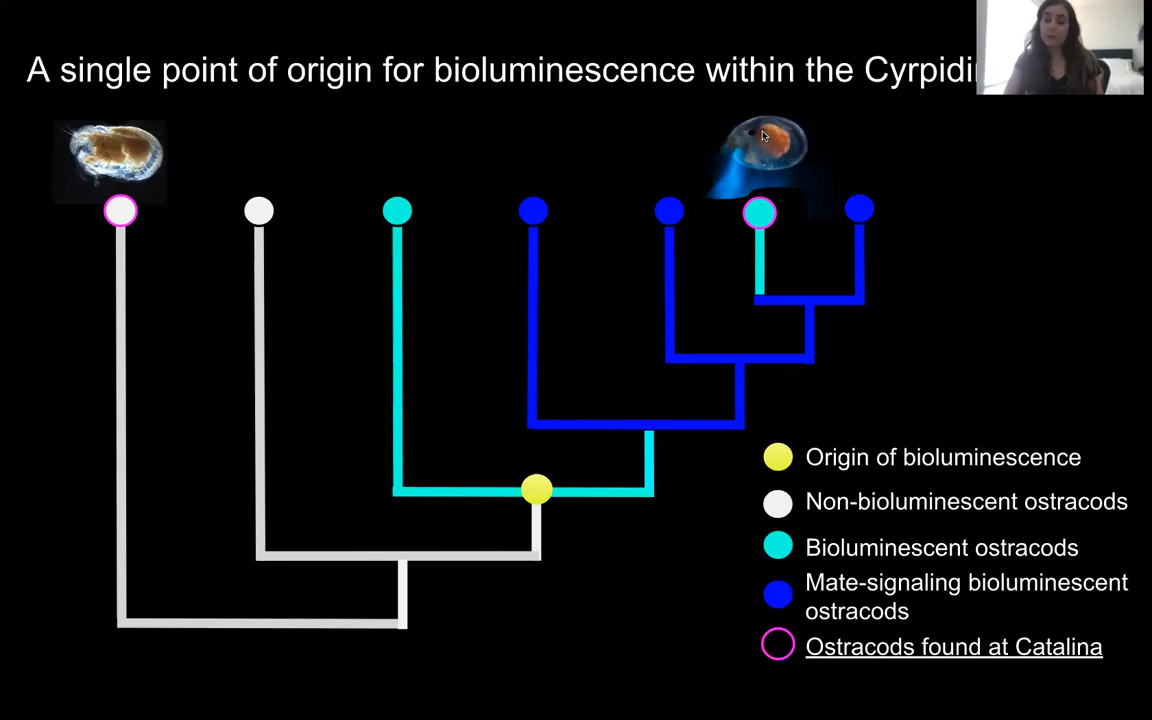 A single point of origin for bioluminescence within the
Origin of bioluminescence
Non-bioluminescent ostracods
Bioluminescent ostracods
Mate-signaling bioluminescent
ostracods
Ostracods found at Catalina